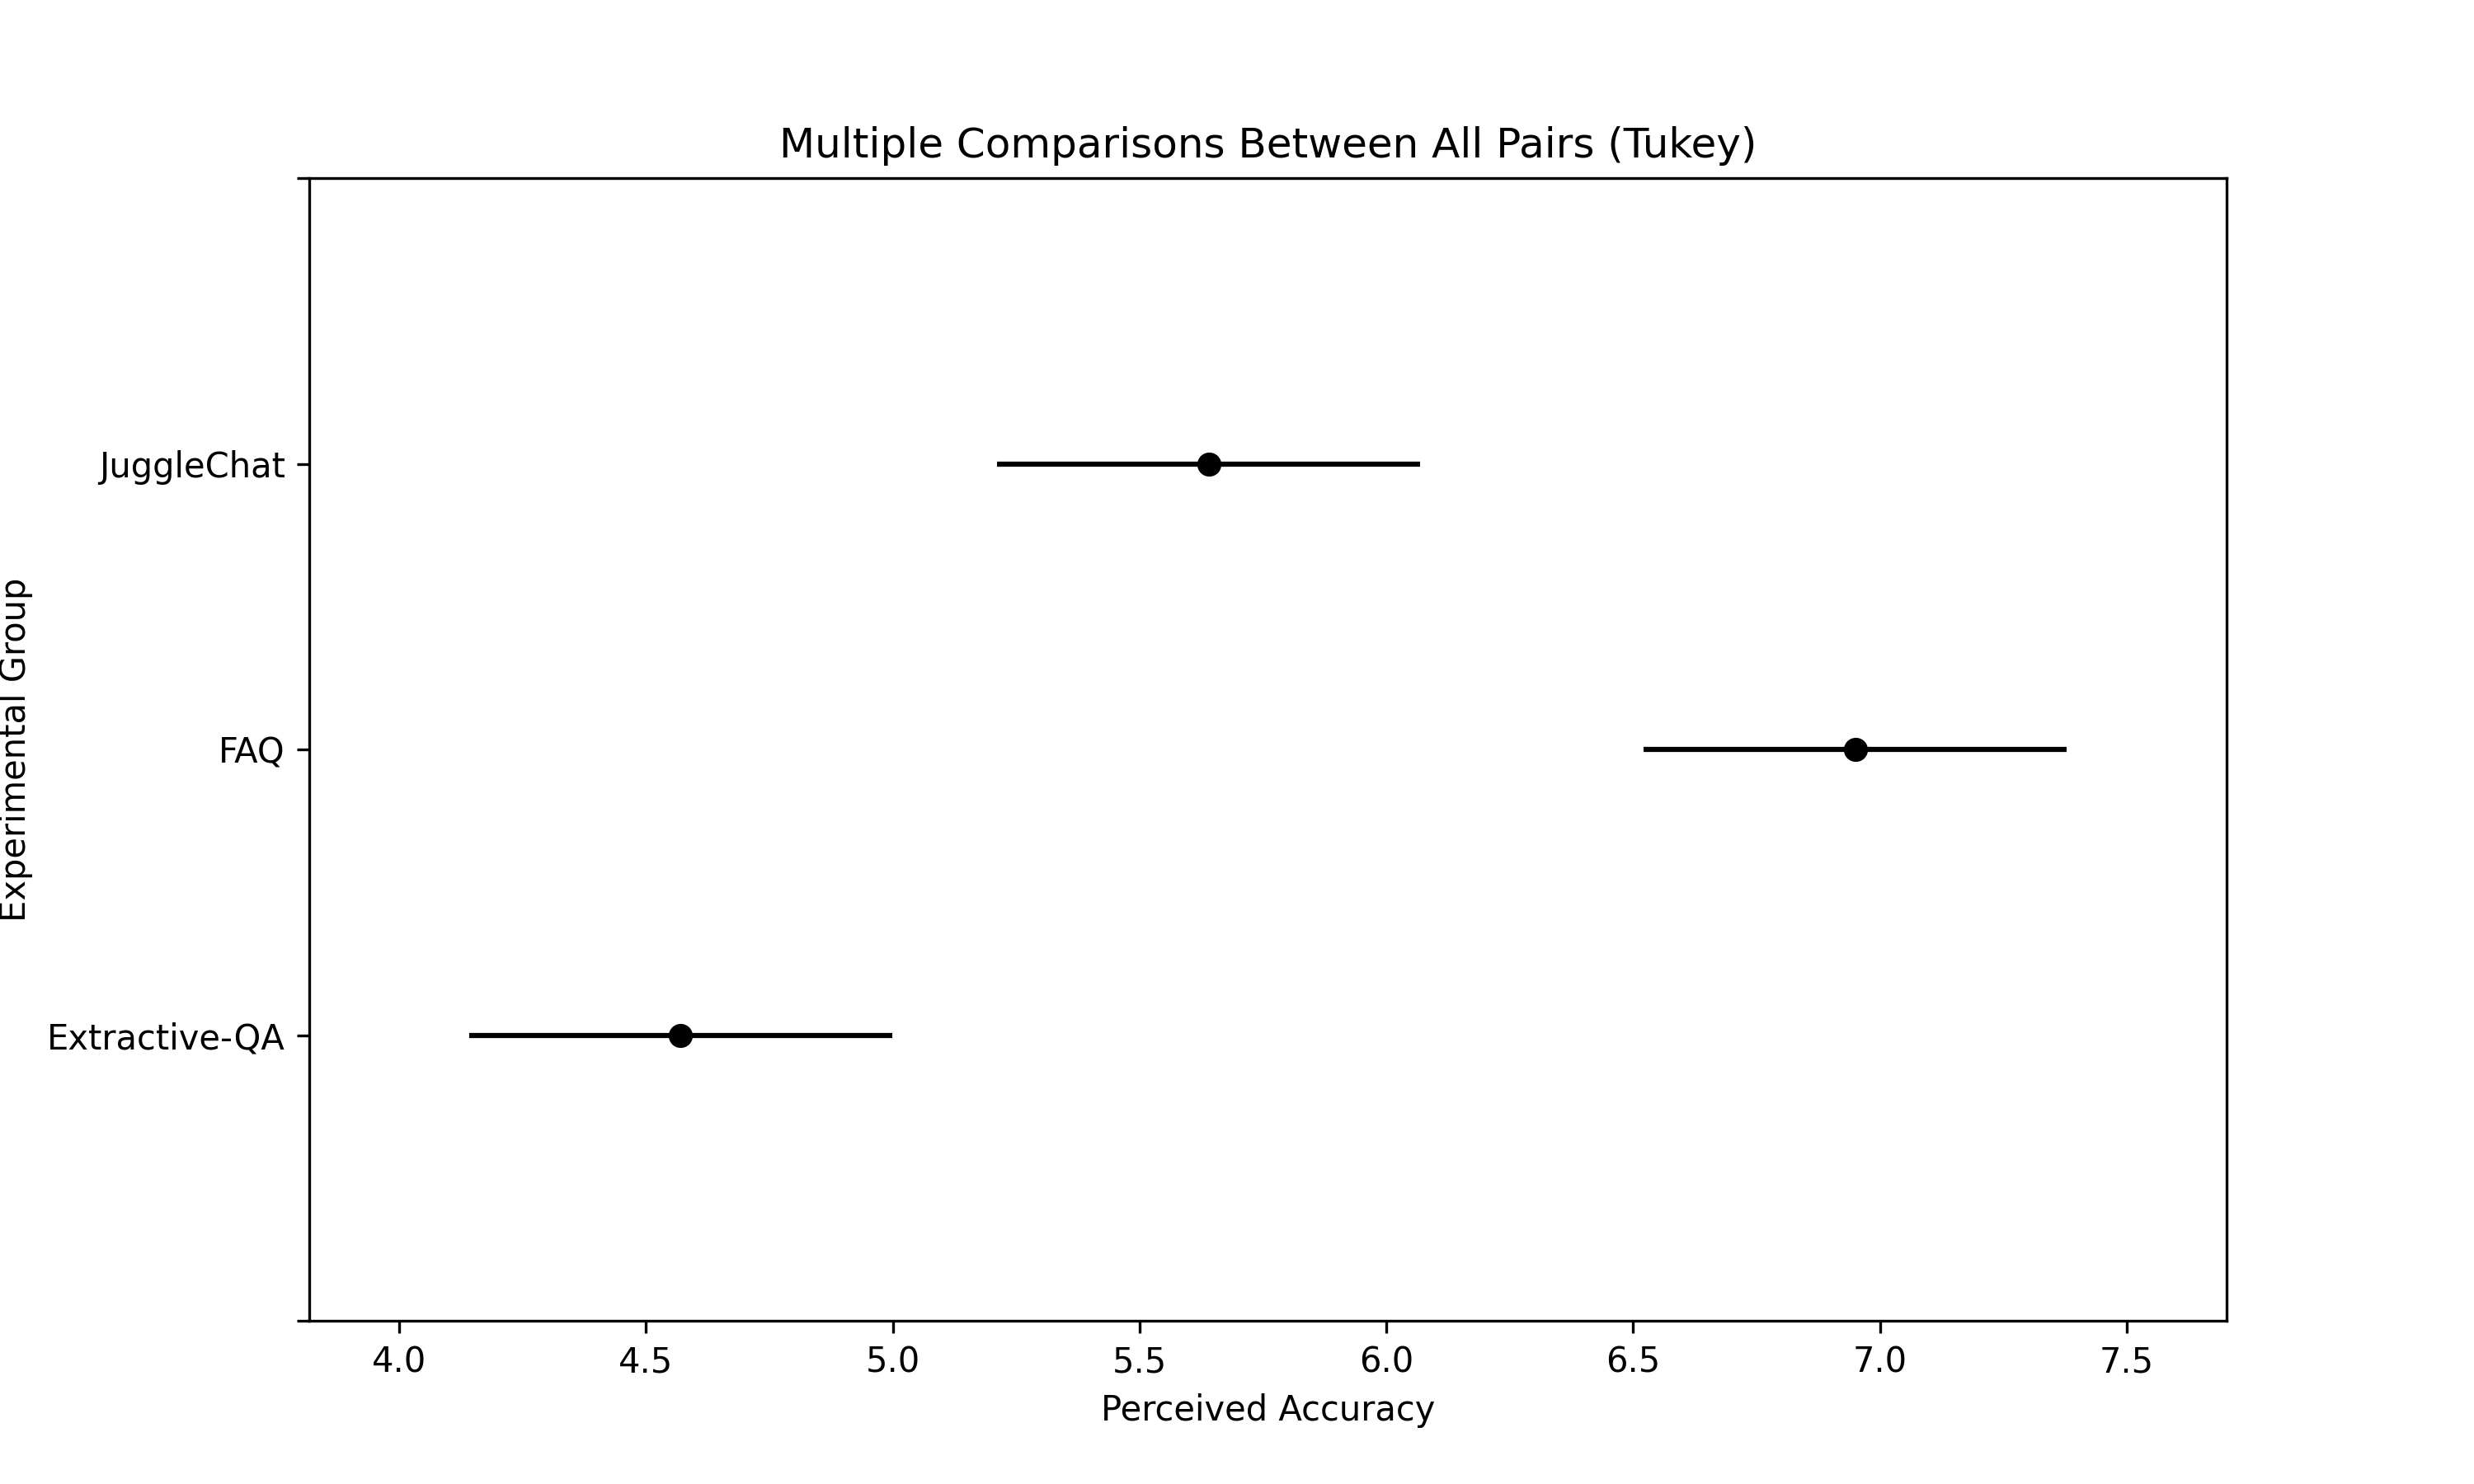 Multiple Comparisons Between All Pairs (Tukey)
JuggleChat
FAQ
Extractive-QA
Experimental Group
4.0 4.5 5.0 5.5 6.0 6.5 7.0 7.5
Perceived Accuracy